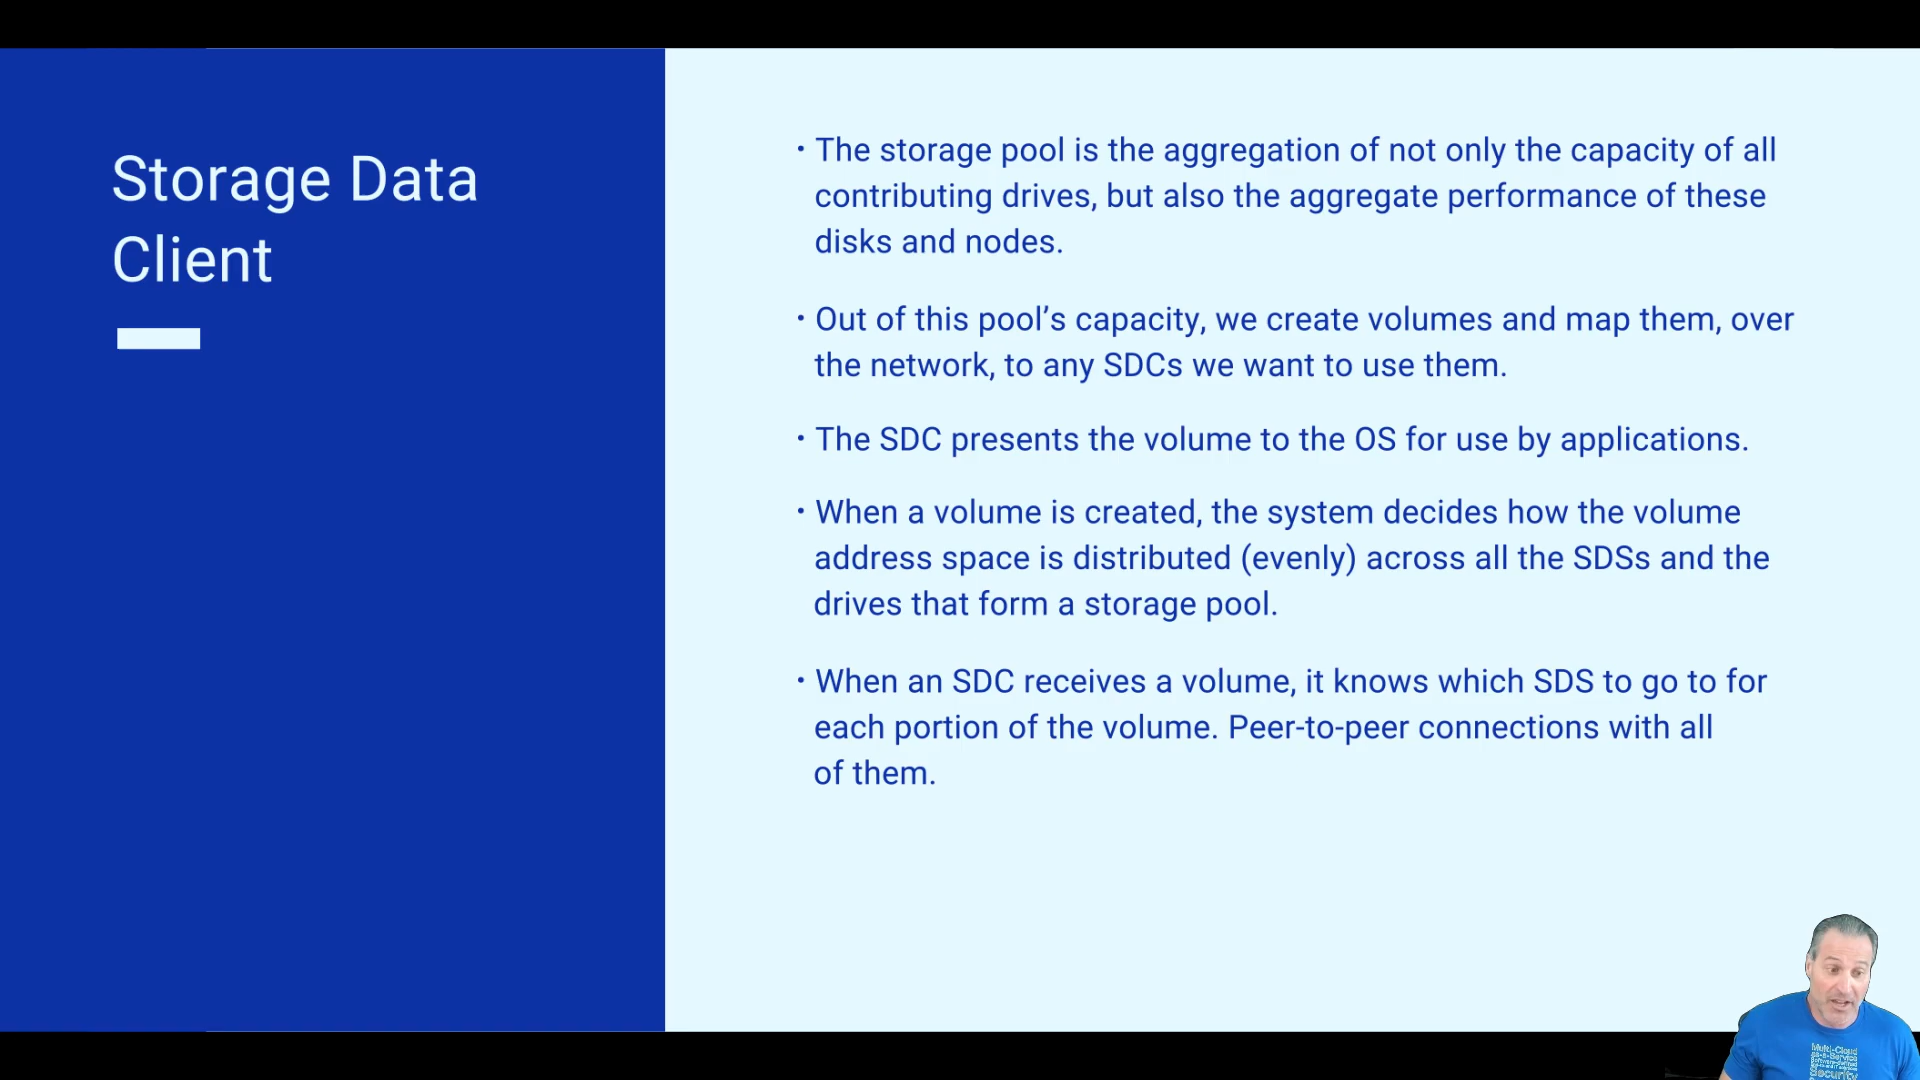 Storage Data
Client
• The storage pool is the aggregation of not only the capacity of all
contributing drives, but also the aggregate performance of these
disks and nodes.
• Out of this pool’s capacity, we create volumes and map them, over
the network, to any SDCs we want to use them.
• The SDC presents the volume to the OS for use by applications.
• When a volume is created, the system decides how the volume
address space is distributed (evenly) across all the SDSs and the
drives that form a storage pool.
• When an SDC receives a volume, it knows which SDS to go to for
each portion of the volume. Peer-to-peer connections with all
of them.
Multi-Cloud
as-a-Service
Security